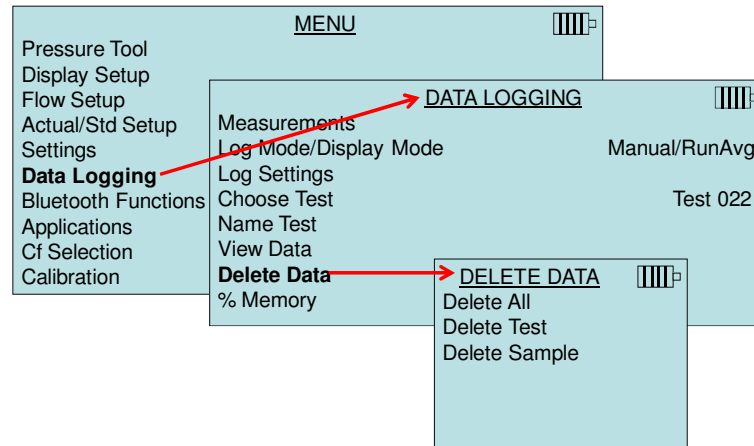 MENU
Pressure Tool
Display Setup
Flow Setup
Actual/Std Setup
Settings
Data Logging
Bluetooth Functions
Applications
Cf Selection
Calibration
DATA LOGGING
Measurements
Log Mode/Display Mode Manual/RunAvg
Log Settings
Choose Test Test 022
Name Test
View Data
Delete Data
% Memory
DELETE DATA
Delete All
Delete Test
Delete Sample